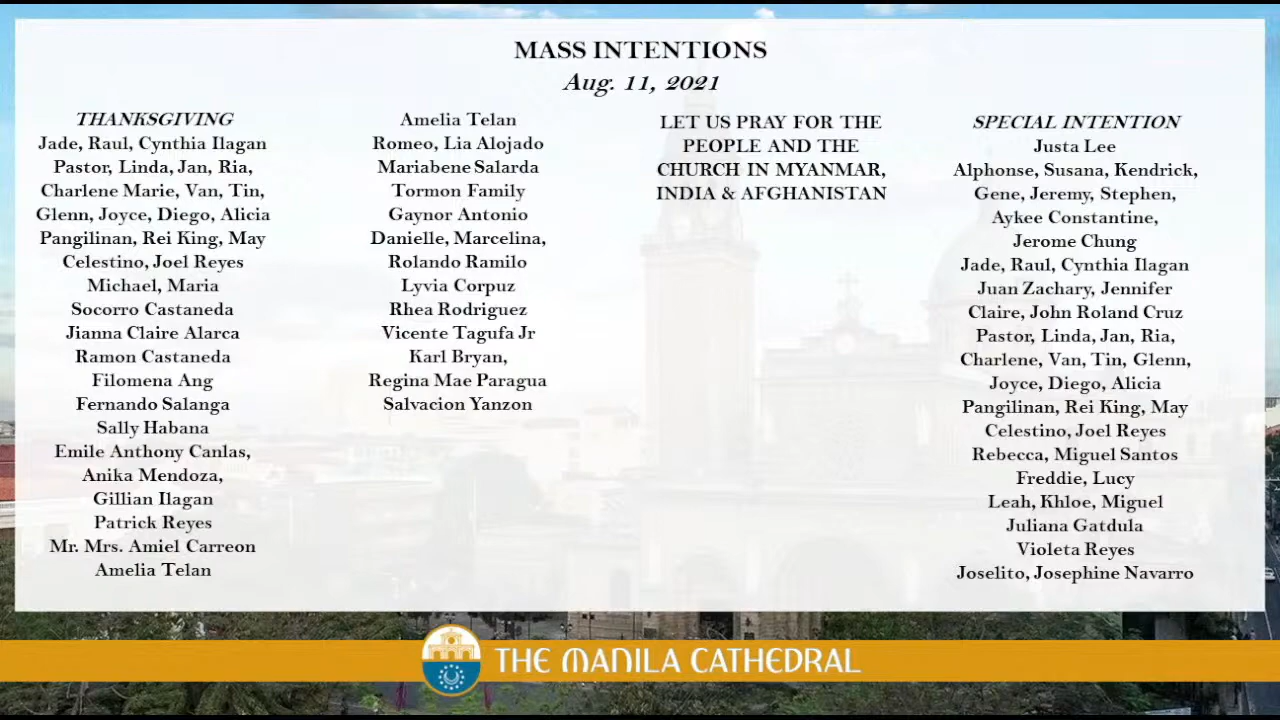 MASS INTENTIONS
Aug. 11, 2021
THANKSGIVING
Jade, Raul, Cynthia Ilagan
Pastor, Linda, Jan, Ria,
Charlene Marie, Van, Tin,
Glenn, Joyce, Diego, Alicia
Pangilinan, Rei King, May
Celestino, Joel Reyes
Michael, Maria
Socorro Castaneda
Jianna Claire Alarca
Ramon Castaneda
Filomena Ang
Fernando Salanga
Sally Habana
Emile Anthony Canlas,
Anika Mendoza,
Gillian Ilagan
Patrick Reyes
Mr. Mrs. Amiel Carreon
Amelia Telan
Amelia Telan
Romeo, Lia Alojado
Mariabene Salarda
Tormon Family
Gaynor Antonio
Danielle, Marcelina,
Rolando Ramilo
Lyvia Corpuz
Rhea Rodriguez
Vicente Tagufa Jr
Karl Bryan,
Regina Mae Paragua
Salvacion Yanzon
LET US PRAY FOR THE
PEOPLE AND THE
CHURCH IN MYANMAR,
INDIA & AFGHANISTAN
SPECIAL INTENTION
Justa Lee
Alphonse, Susana, Kendrick,
Gene, Jeremy, Stephen,
Aykee Constantine,
Jerome Chung
Jade, Raul, Cynthia Ilagan
Juan Zachary, Jennifer
Claire, John Roland Cruz
Pastor, Linda, Jan, Ria,
Charlene, Van, Tin, Glenn,
Joyce, Diego, Alicia
Pangilinan, Rei King, May
Celestino, Joel Reyes
Rebecca, Miguel Santos
Freddie, Lucy
Leah, Khloe, Miguel
Juliana Gatdula
Violeta Reyes
Joselito, Josephine Navarro
THE MANILA CATHEDRAL